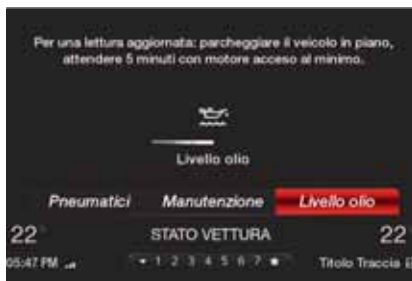 Per una lettura aggiornata: parcheggiare il veicolo in piano,
attendere 5 minuti con motore acceso al minimo.
Livello olio
Pneumatici Manutenzione Livello olio
22° STATO VETTURA 22
05:47 PM 1 2 3 4 5 6 7 Titolo Traccia